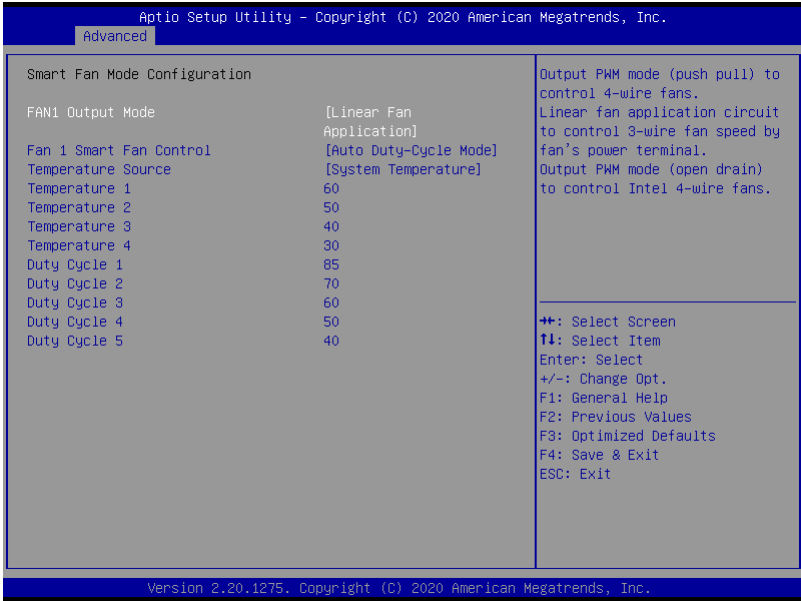 Aptio Setup Utility – Copyright (C) 2020 American Megatrends, Inc.
Advanced
Smart Fan Mode Configuration
FAN1 Output Mode [Linear Fan
Application]
Fan 1 Smart Fan Control [Auto Duty-Cycle Mode]
Temperature Source [System Temperature]
Temperature 1 60
Temperature 2 50
Temperature 3 40
Temperature 4 30
Duty Cycle 1 85
Duty Cycle 2 70
Duty Cycle 3 60
Duty Cycle 4 50
Duty Cycle 5 40
Output PWM mode (push pull) to
control 4-wire fans.
Linear fan application circuit
to control 3-wire fan speed by
fan's power terminal.
Output PWM mode (open drain)
to control Intel 4-wire fans.
→←: Select Screen
↑↓: Select Item
Enter: Select
+/-: Change Opt.
F1: General Help
F2: Previous Values
F3: Optimized Defaults
F4: Save & Exit
ESC: Exit
Version 2.20.1275. Copyright (C) 2020 American Megatrends, Inc.